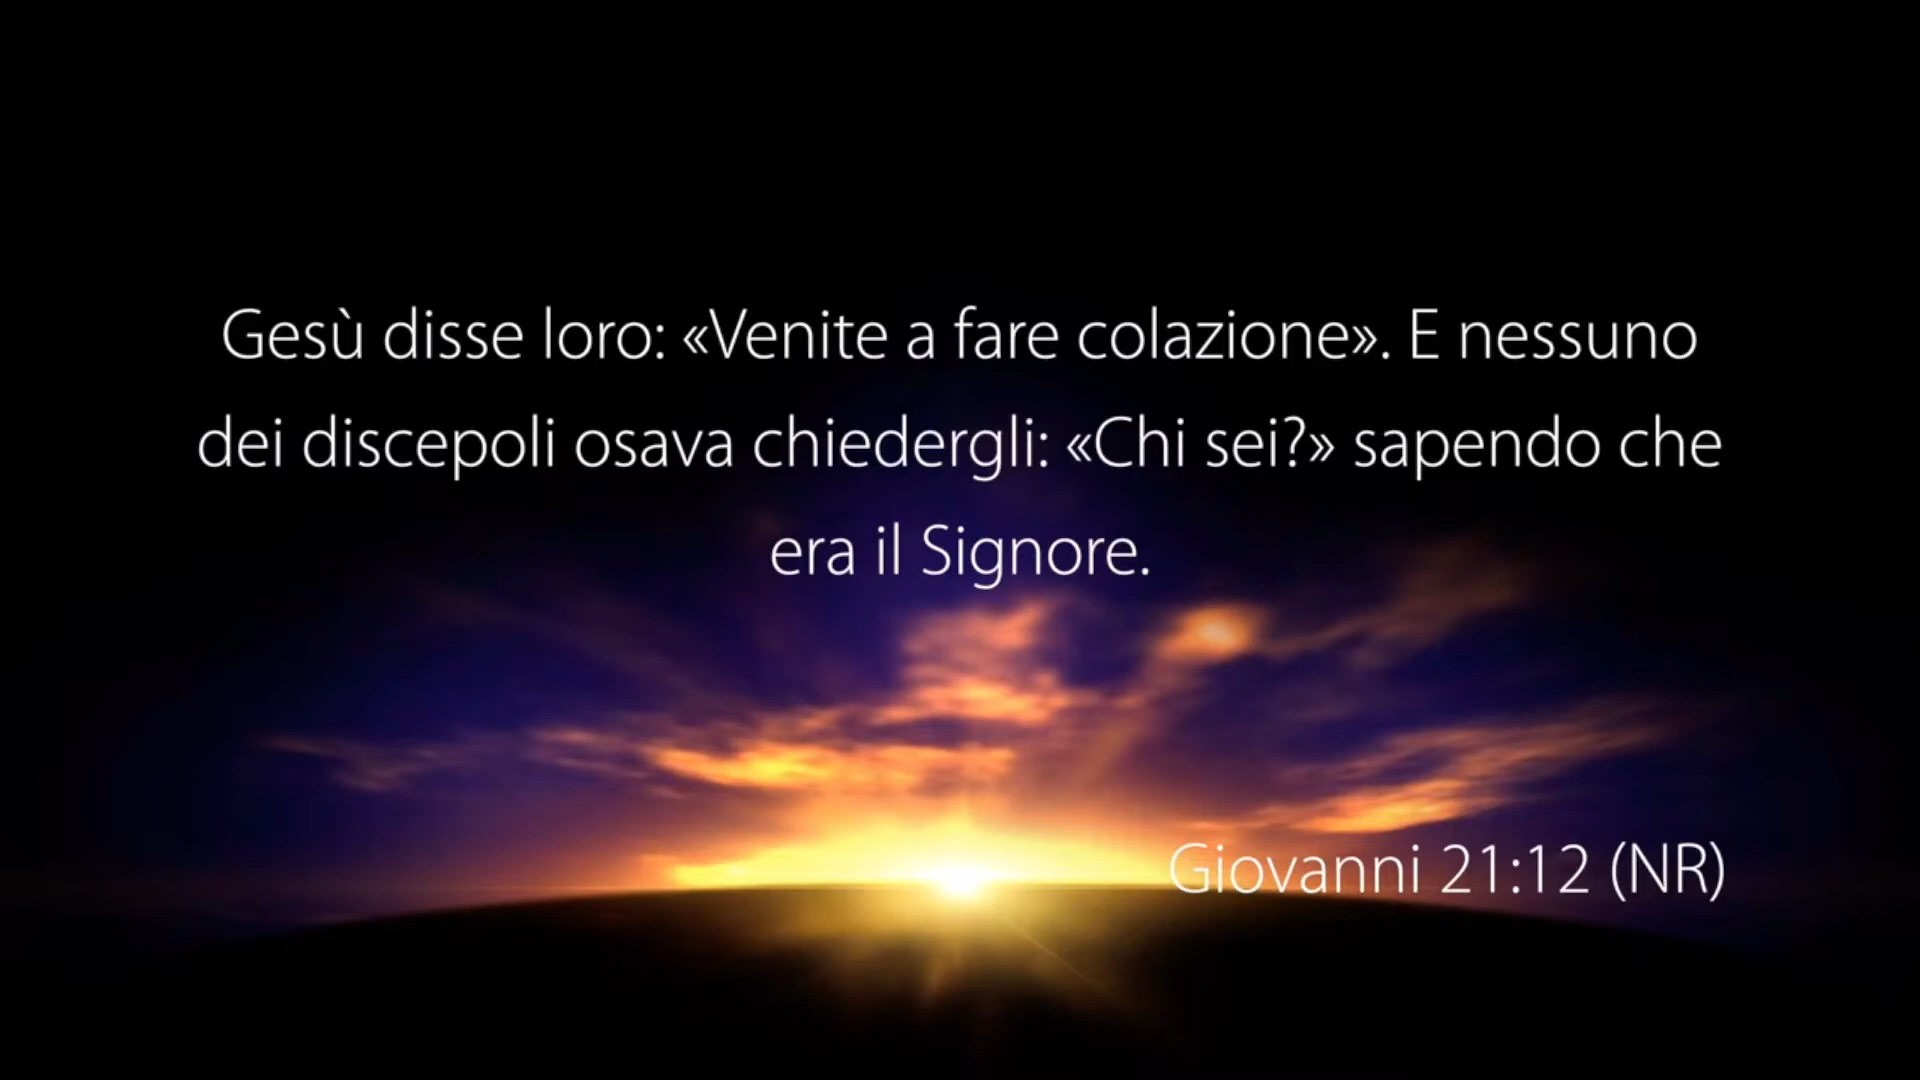 Gesù disse loro: «Venite a fare colazione». E nessuno
dei discepoli osava chiedergli: «Chi sei?» sapendo che
era il Signore.
Giovanni 21:12 (NR)